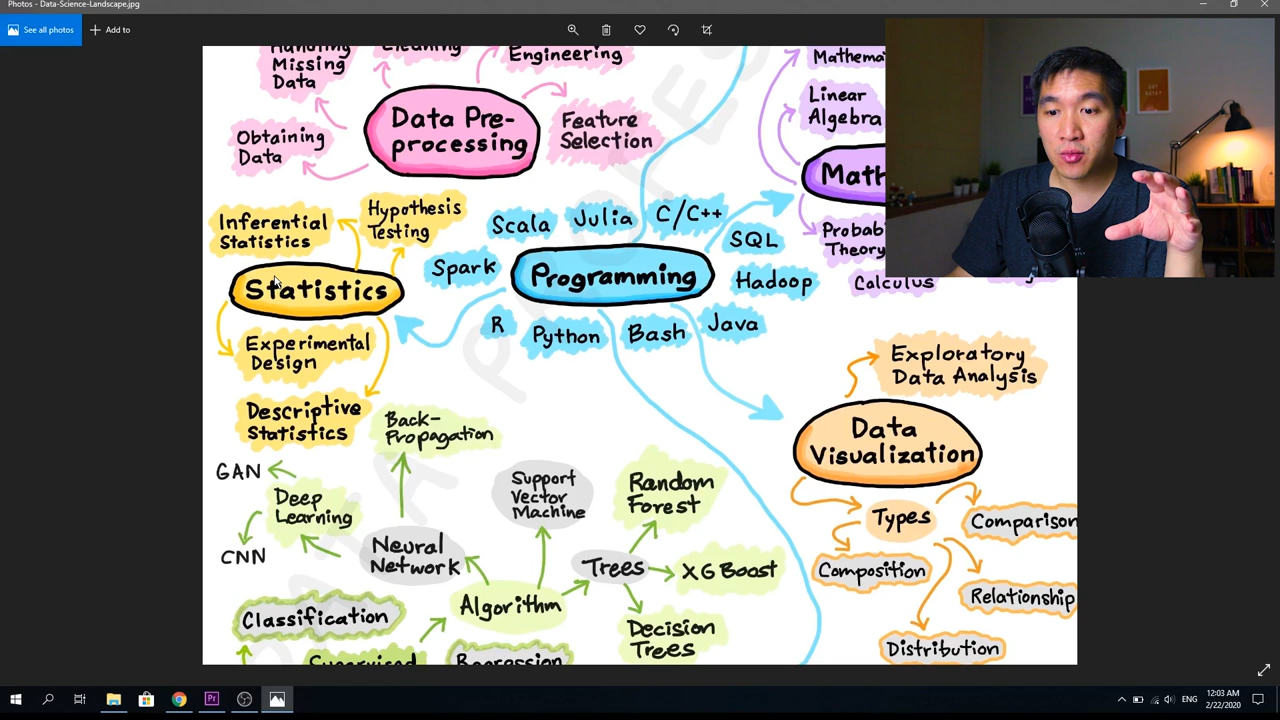 Photos - Data-Science-Landscape.jpg
See all photos
Add to
Handling
Missing
Data
Cleaning
Engineering
Data Pre-
processing
Feature
Selection
Obtaining
Data
Linear
Algebra
Math
Probab
Theory
Calculus
Inferential
Statistics
Hypothesis
Testing
Statistics
Experimental
Design
Descriptive
Statistics
Scala
Julia
C/C++
SQL
Spark
Programming
Hadoop
R
Python
Bash
Java
Exploratory
Data Analysis
Data
Visualization
Types
Comparison
Composition
Relationship
Distribution
Back-
Propagation
GAN
Deep
Learning
CNN
Neural
Network
Support
Vector
Machine
Random
Forest
Trees
XG Boost
Algorithm
Decision
Trees
Classification
Supervised
Regression
DATA PROFES
ENG
12:03 AM
2/22/2020
Pr